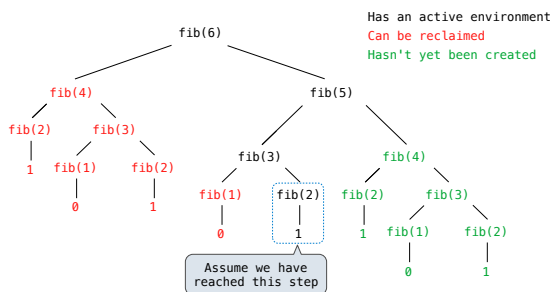 Has an active environment
Can be reclaimed
Hasn't yet been created
fib(6)
fib(4)
fib(5)
fib(2)
fib(3)
fib(3)
fib(4)
1
fib(1)
fib(2)
fib(1)
fib(2)
fib(2)
fib(3)
0
1
0
1
1
fib(1)
fib(2)
0
1
Assume we have
reached this step